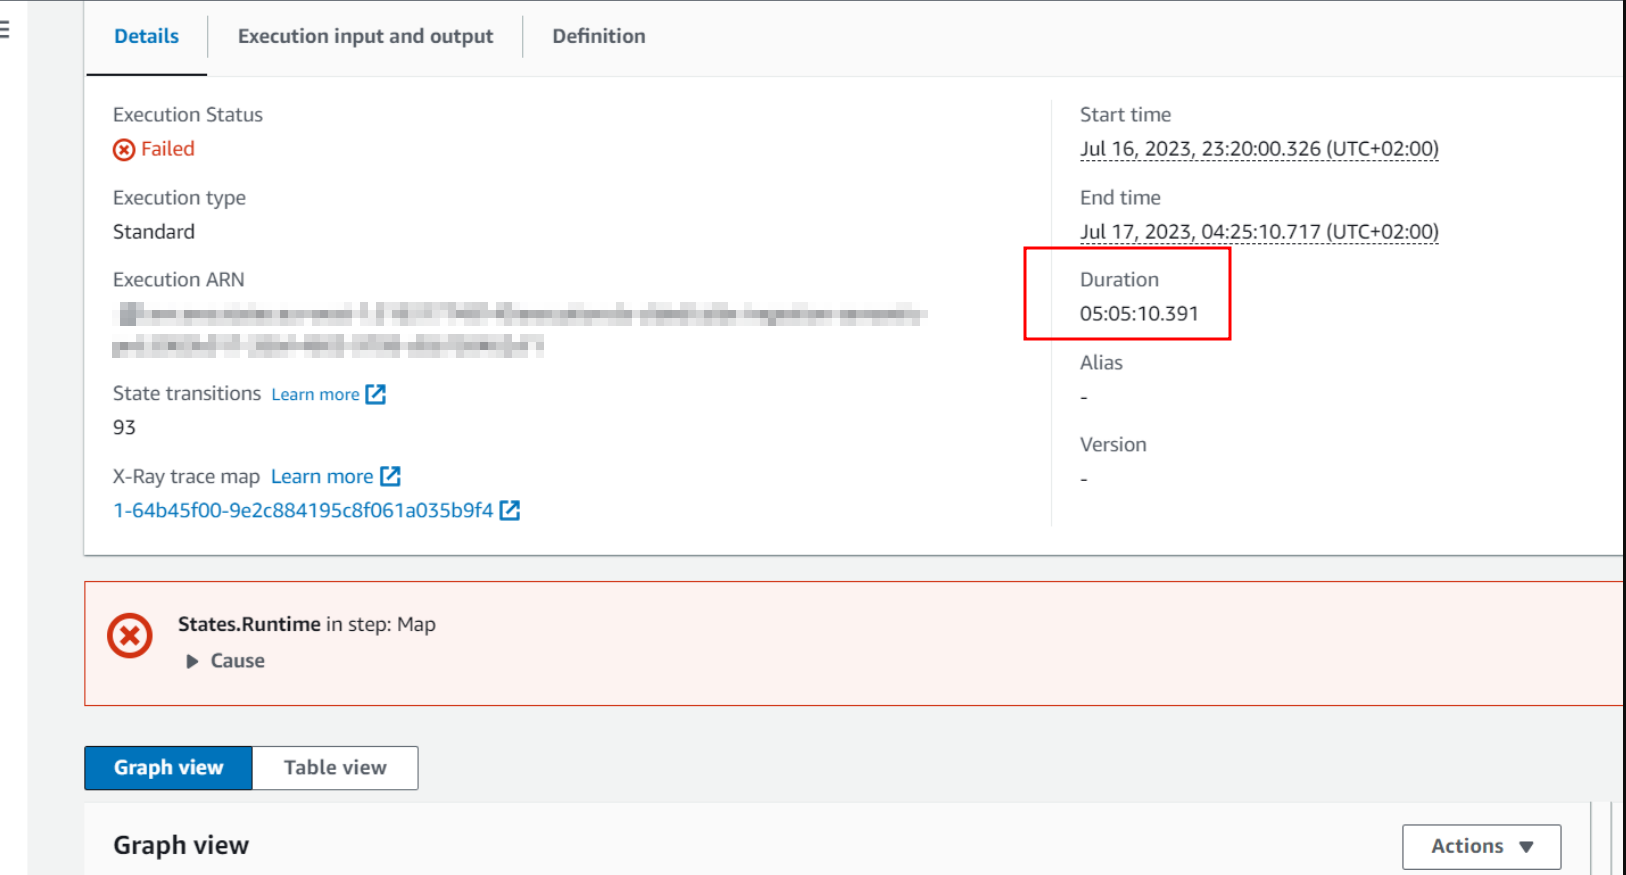 Details
Execution input and output
Definition
Execution Status
Failed
Execution type
Standard
Execution ARN
State transitions Learn more
93
X-Ray trace map Learn more
1-64b45f00-9e2c884195c8f061a035b9f4
Start time
Jul 16, 2023, 23:20:00.326 (UTC+02:00)
End time
Jul 17, 2023, 04:25:10.717 (UTC+02:00)
Duration
05:05:10.391
Alias
-
Version
-
States.Runtime in step: Map
Cause
Graph view
Table view
Graph view
Actions